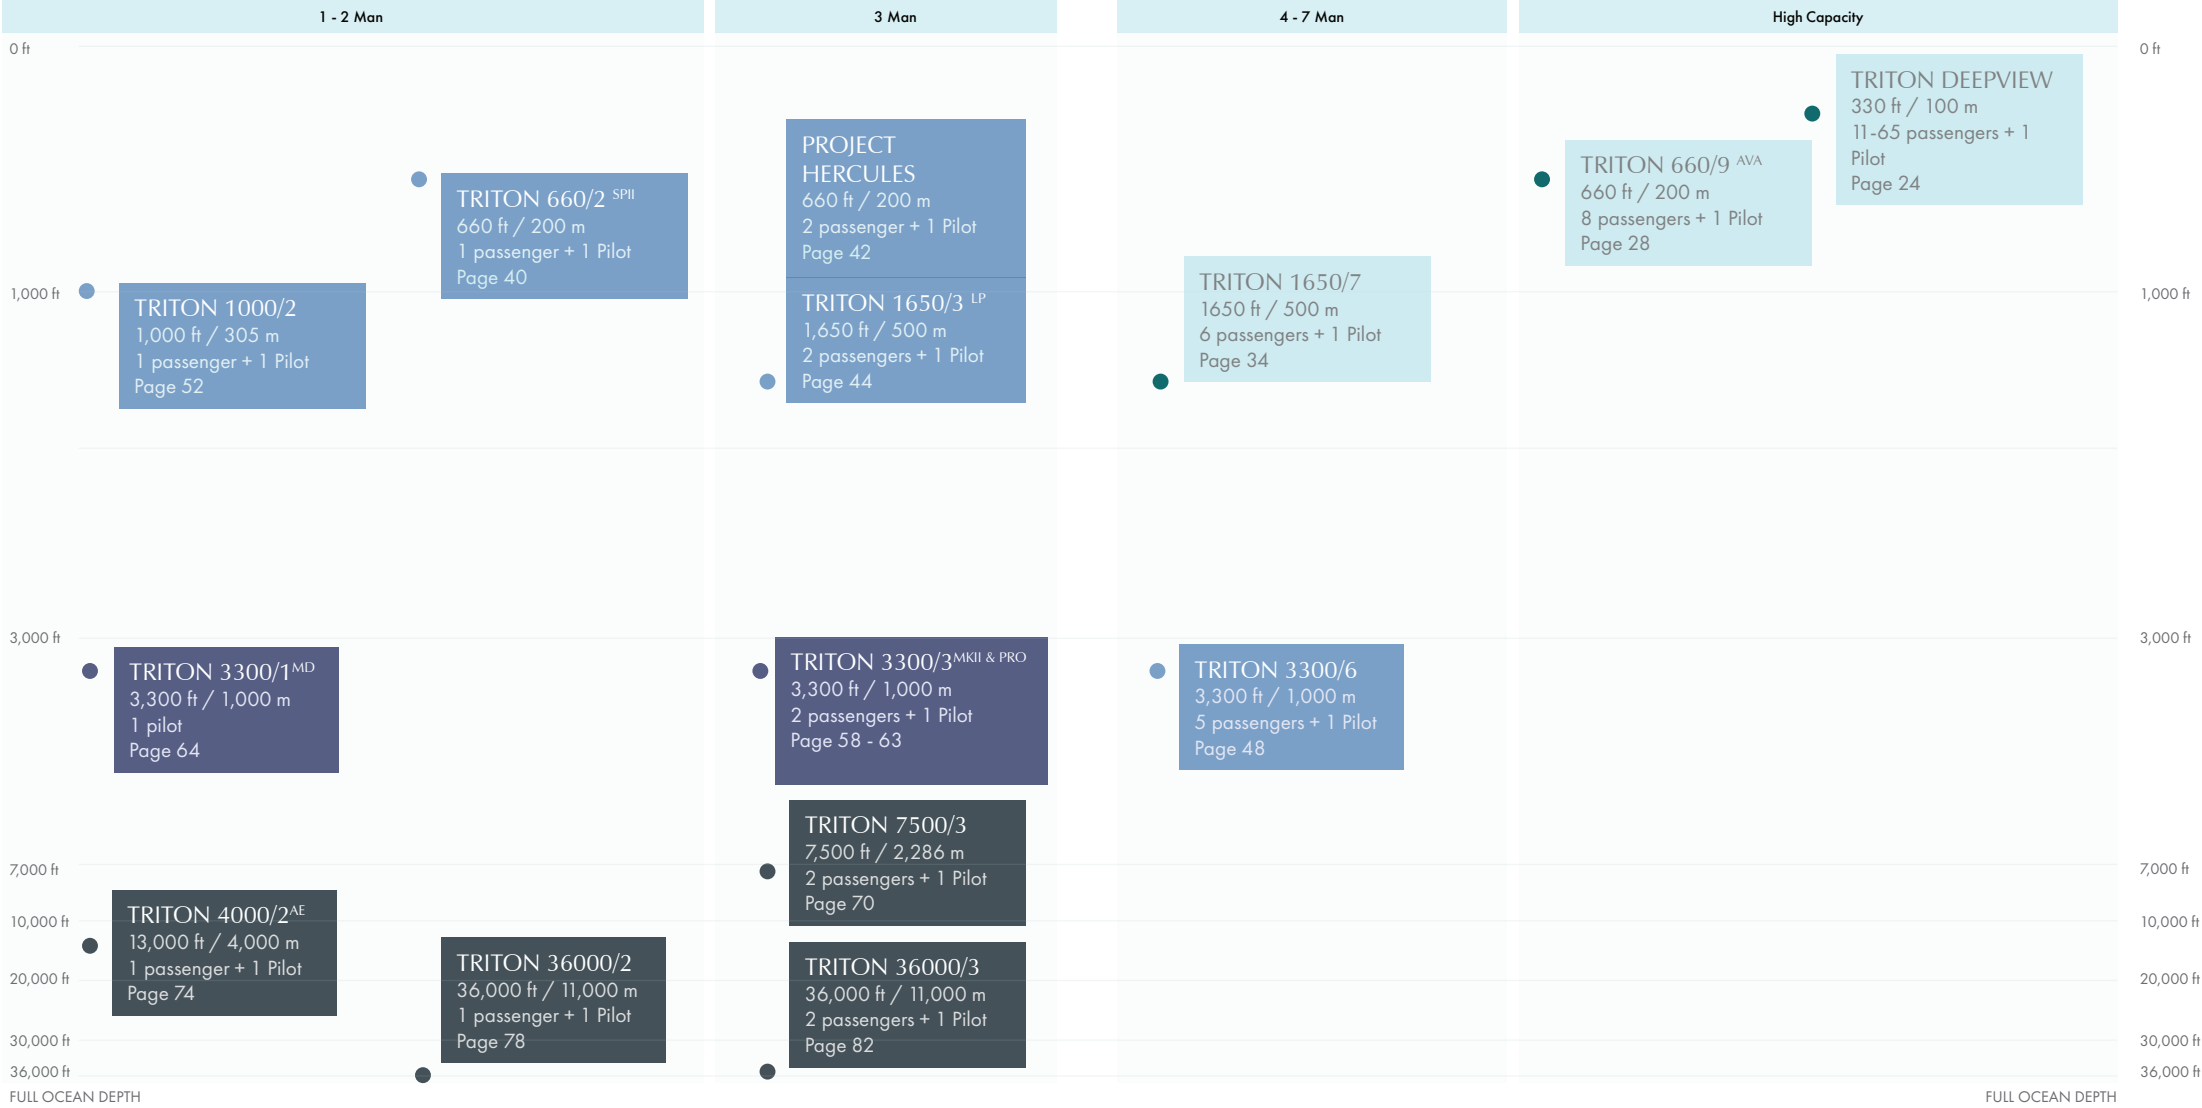 1 - 2 Man
3 Man
4 - 7 Man
High Capacity
0 ft
0 ft
TRITON DEEPVIEW
330 ft / 100 m
11-65 passengers + 1
Pilot
Page 24
PROJECT
HERCULES
660 ft / 200 m
2 passenger + 1 Pilot
Page 42
TRITON 660/9 AVA
660 ft / 200 m
8 passengers + 1 Pilot
Page 28
TRITON 660/2 SPII
660 ft / 200 m
1 passenger + 1 Pilot
Page 40
1,000 ft
1,000 ft
TRITON 1000/2
1,000 ft / 305 m
1 passenger + 1 Pilot
Page 52
TRITON 1650/3 LP
1,650 ft / 500 m
2 passengers + 1 Pilot
Page 44
TRITON 1650/7
1650 ft / 500 m
6 passengers + 1 Pilot
Page 34
3,000 ft
3,000 ft
TRITON 3300/1MD
3,300 ft / 1,000 m
1 pilot
Page 64
TRITON 3300/3MKII & PRO
3,300 ft / 1,000 m
2 passengers + 1 Pilot
Page 58 - 63
TRITON 3300/6
3,300 ft / 1,000 m
5 passengers + 1 Pilot
Page 48
TRITON 7500/3
7,500 ft / 2,286 m
2 passengers + 1 Pilot
Page 70
7,000 ft
7,000 ft
TRITON 4000/2AE
13,000 ft / 4,000 m
1 passenger + 1 Pilot
Page 74
10,000 ft
10,000 ft
TRITON 36000/2
36,000 ft / 11,000 m
1 passenger + 1 Pilot
Page 78
TRITON 36000/3
36,000 ft / 11,000 m
2 passengers + 1 Pilot
Page 82
20,000 ft
20,000 ft
30,000 ft
30,000 ft
36,000 ft
36,000 ft
FULL OCEAN DEPTH
FULL OCEAN DEPTH